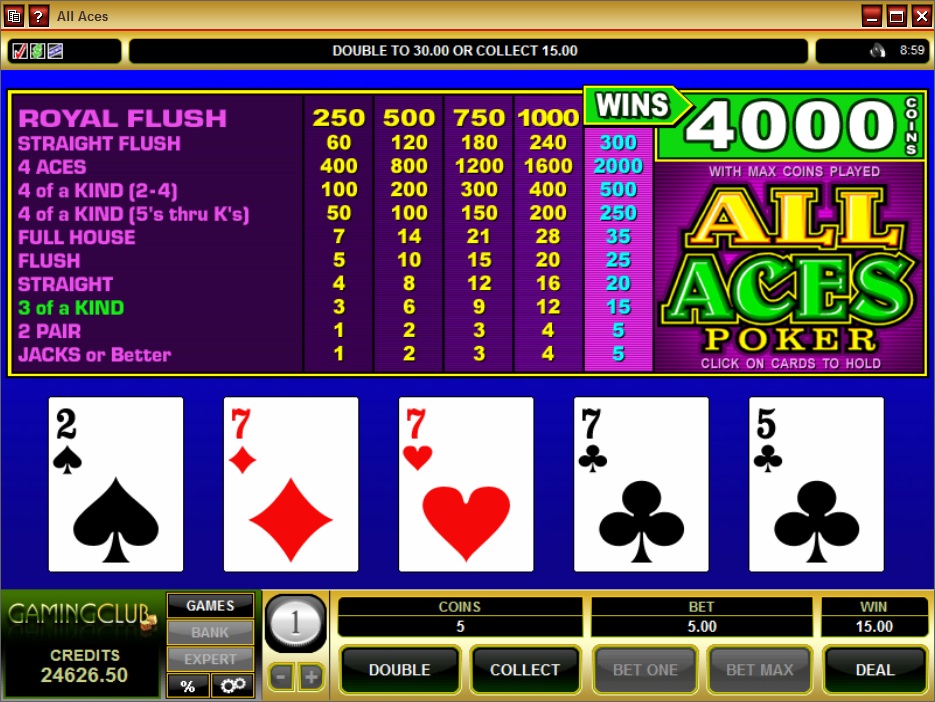 All Aces
DOUBLE TO 30.00 OR COLLECT 15.00
8:59
ROYAL FLUSH 250 500 750 1000 WINS 4000 COINS
STRAIGHT FLUSH 60 120 180 240 300
4 ACES 400 800 1200 1600 2000
4 of a KIND (2-4) 100 200 300 400 500
4 of a KIND (5's thru K's) 50 100 150 200 250
FULL HOUSE 7 14 21 28 35
FLUSH 5 10 15 20 25
STRAIGHT 4 8 12 16 20
3 of a KIND 3 6 9 12 15
2 PAIR 1 2 3 4 5
JACKS or Better 1 2 3 4 5
WITH MAX COINS PLAYED
ALL
ACES
POKER
CLICK ON CARDS TO HOLD
2 7 7 7 5
GAMINGCLUB
CREDITS
24626.50
GAMES
BANK
EXPERT
%
1
- +
COINS BET WIN
5 5.00 15.00
DOUBLE COLLECT BET ONE BET MAX DEAL